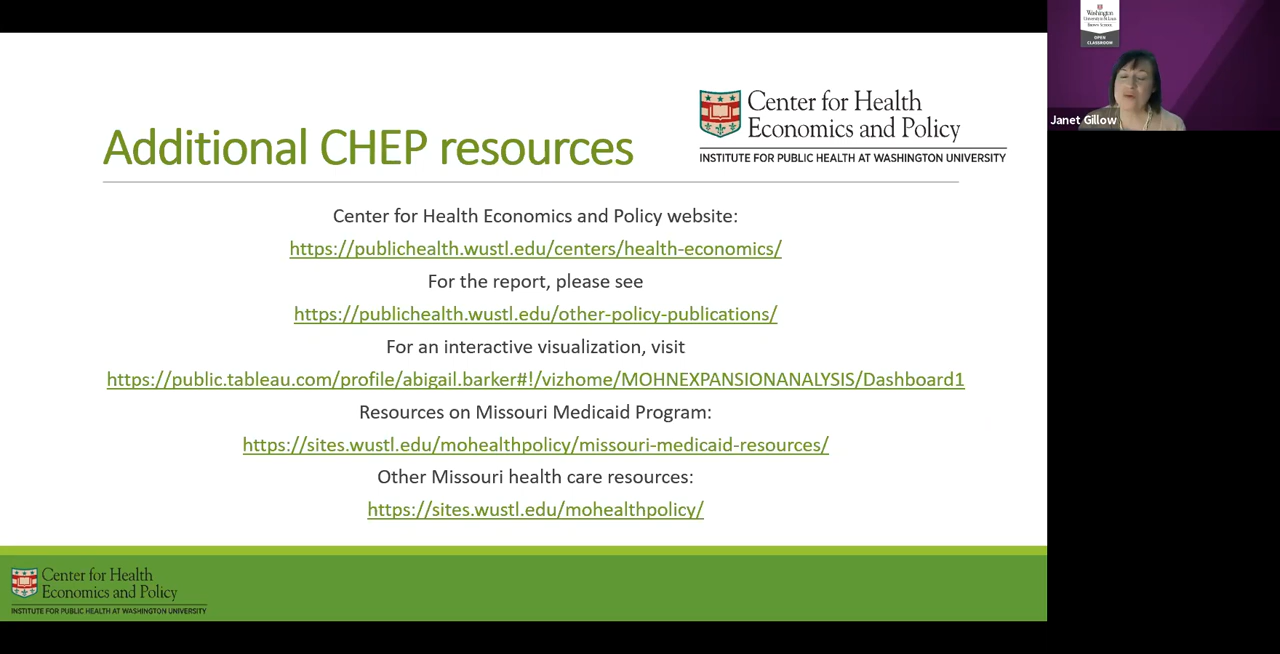 Additional CHEP resources
Center for Health
Economics and Policy
INSTITUTE FOR PUBLIC HEALTH AT WASHINGTON UNIVERSITY
Center for Health Economics and Policy website:
https://publichealth.wustl.edu/centers/health-economics/
For the report, please see
https://publichealth.wustl.edu/other-policy-publications/
For an interactive visualization, visit
https://public.tableau.com/profile/abigail.barker#!/vizhome/MOHNEXPANSIONANALYSIS/Dashboard1
Resources on Missouri Medicaid Program:
https://sites.wustl.edu/mohealthpolicy/missouri-medicaid-resources/
Other Missouri health care resources:
https://sites.wustl.edu/mohealthpolicy/
Center for Health
Economics and Policy
INSTITUTE FOR PUBLIC HEALTH AT WASHINGTON UNIVERSITY
Washington
OPEN
CLASSROOM
Janet Gillow